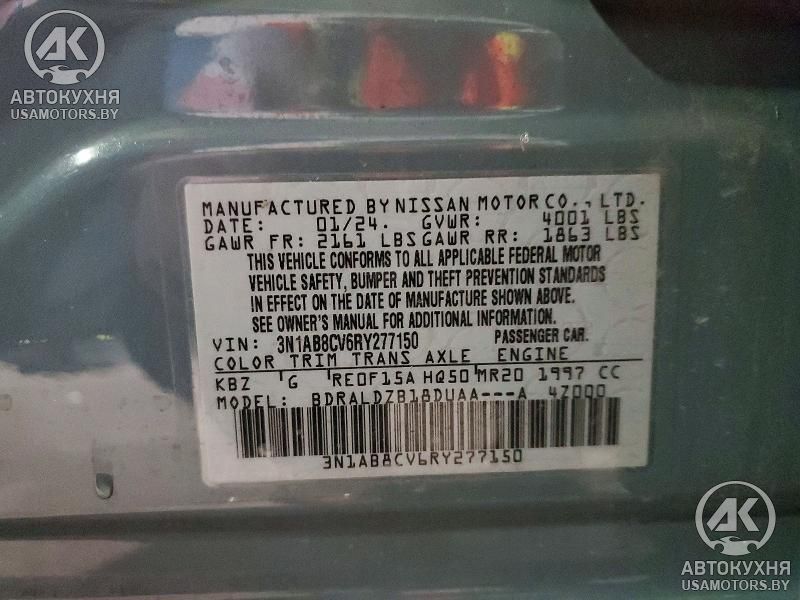 AK
АВТОКУХНЯ
USAMOTORS.BY
MANUFACTURED BY NISSAN MOTOR CO., LTD.
DATE: 01/24. GVWR: 4001 LBS
GAWR FR: 2161 LBS GAWR RR: 1863 LBS
THIS VEHICLE CONFORMS TO ALL APPLICABLE FEDERAL MOTOR
VEHICLE SAFETY, BUMPER AND THEFT PREVENTION STANDARDS
IN EFFECT ON THE DATE OF MANUFACTURE SHOWN ABOVE.
SEE OWNER'S MANUAL FOR ADDITIONAL INFORMATION.
VIN: 3N1AB8CV6RY277150 PASSENGER CAR.
COLOR TRIM TRANS AXLE ENGINE
KBZ G RE0F15A HQ50 MR20 1997 CC
MODEL: BDRALDZB18DUAA---A 4Z000
3N1AB8CV6RY277150
AK
АВТОКУХНЯ
USAMOTORS.BY